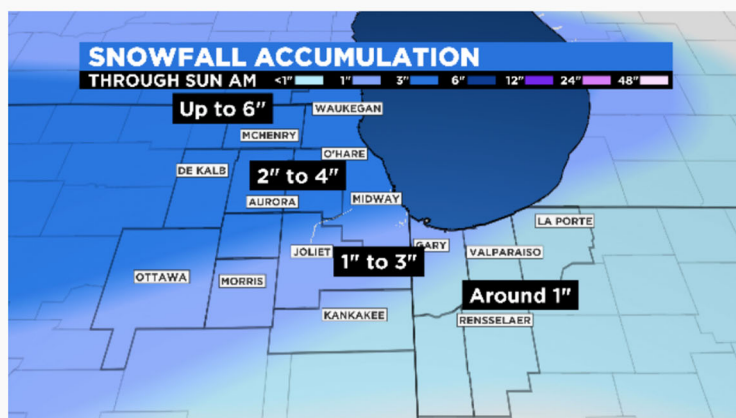 SNOWFALL ACCUMULATION
THROUGH SUN AM <1" 1" 3" 6" 12" 24" 48"
Up to 6"
WAUKEGAN
MCHENRY
O'HARE
DE KALB
2" to 4"
AURORA
MIDWAY
LA PORTE
JOLIET
GARY
VALPARAISO
1" to 3"
OTTAWA
MORRIS
Around 1"
KANKAKEE
RENSSELAER